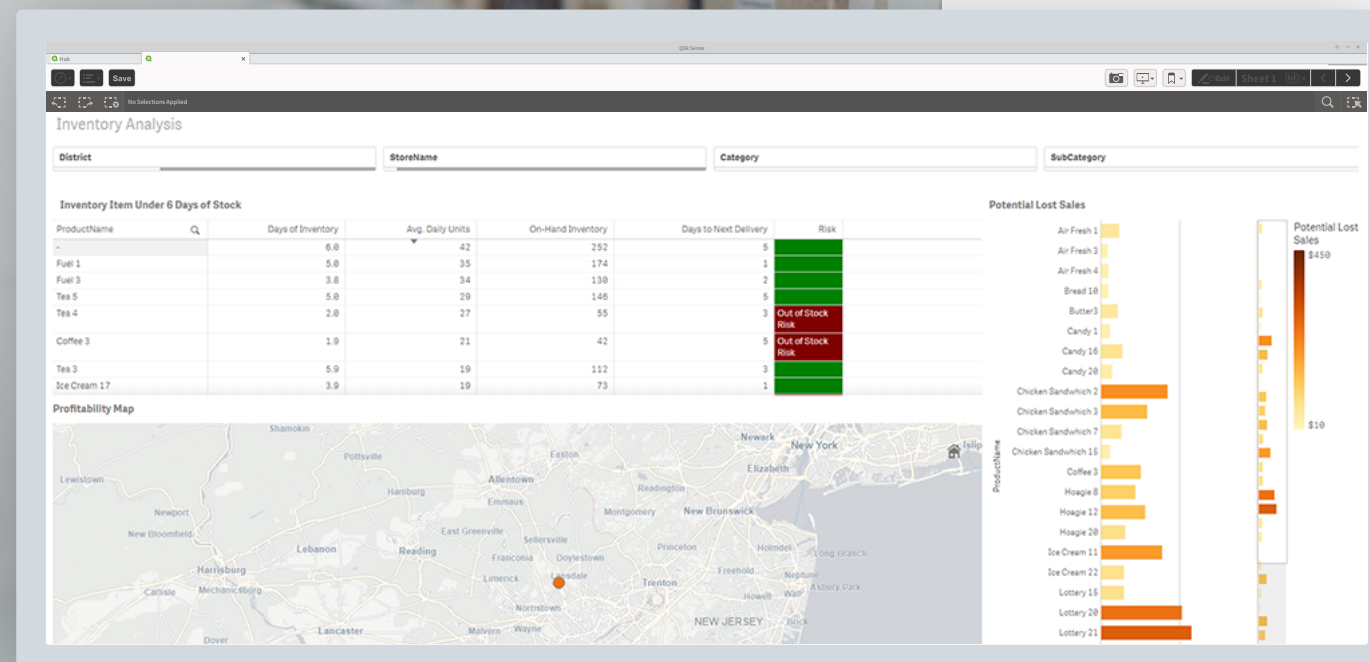 Qlik Sense
Hub
Save
Edit
Sheet 1
No Selections Applied
Inventory Analysis
District
StoreName
Category
SubCategory
Inventory Item Under 6 Days of Stock
ProductName Days of Inventory Avg. Daily Units On-Hand Inventory Days to Next Delivery Risk
- 6.0 42 252 5
Fuel 1 5.0 35 174 1
Fuel 3 3.8 34 130 2
Tea 5 5.0 29 146 5
Tea 4 2.0 27 55 3 Out of Stock
Risk
Coffee 3 1.9 21 42 5 Out of Stock
Risk
Tea 3 5.9 19 112 3
Ice Cream 17 3.9 19 73 1
Profitability Map
Shamokin
Newark
New York
Islip
Pottsville
Easton
Elizabeth
Lewistown
Allentown
Readington
Hamburg
Emmaus
Newport
Montgomery
New Brunswick
New Bloomfield
East Greenville
Sellersville
Lebanon
Reading
Princeton
Holmdel
Long Branch
Franconia
Doylestown
Harrisburg
Limerick
Lansdale
Trenton
Freehold
Neptune
Carlisle
Mechanicsburg
Howell
Wall
Asbury Park
Norristown
NEW JERSEY
Brick
Lancaster
Malvern
Wayne
Dover
Potential Lost Sales
ProductName
Air Fresh 1
Air Fresh 3
Air Fresh 4
Bread 10
Butter3
Candy 1
Candy 16
Candy 20
Chicken Sandwhich 2
Chicken Sandwhich 3
Chicken Sandwhich 7
Chicken Sandwhich 15
Coffee 3
Hoagie 8
Hoagie 12
Hoagie 20
Ice Cream 11
Ice Cream 22
Lottery 15
Lottery 20
Lottery 21
Potential Lost
Sales
$450
$10